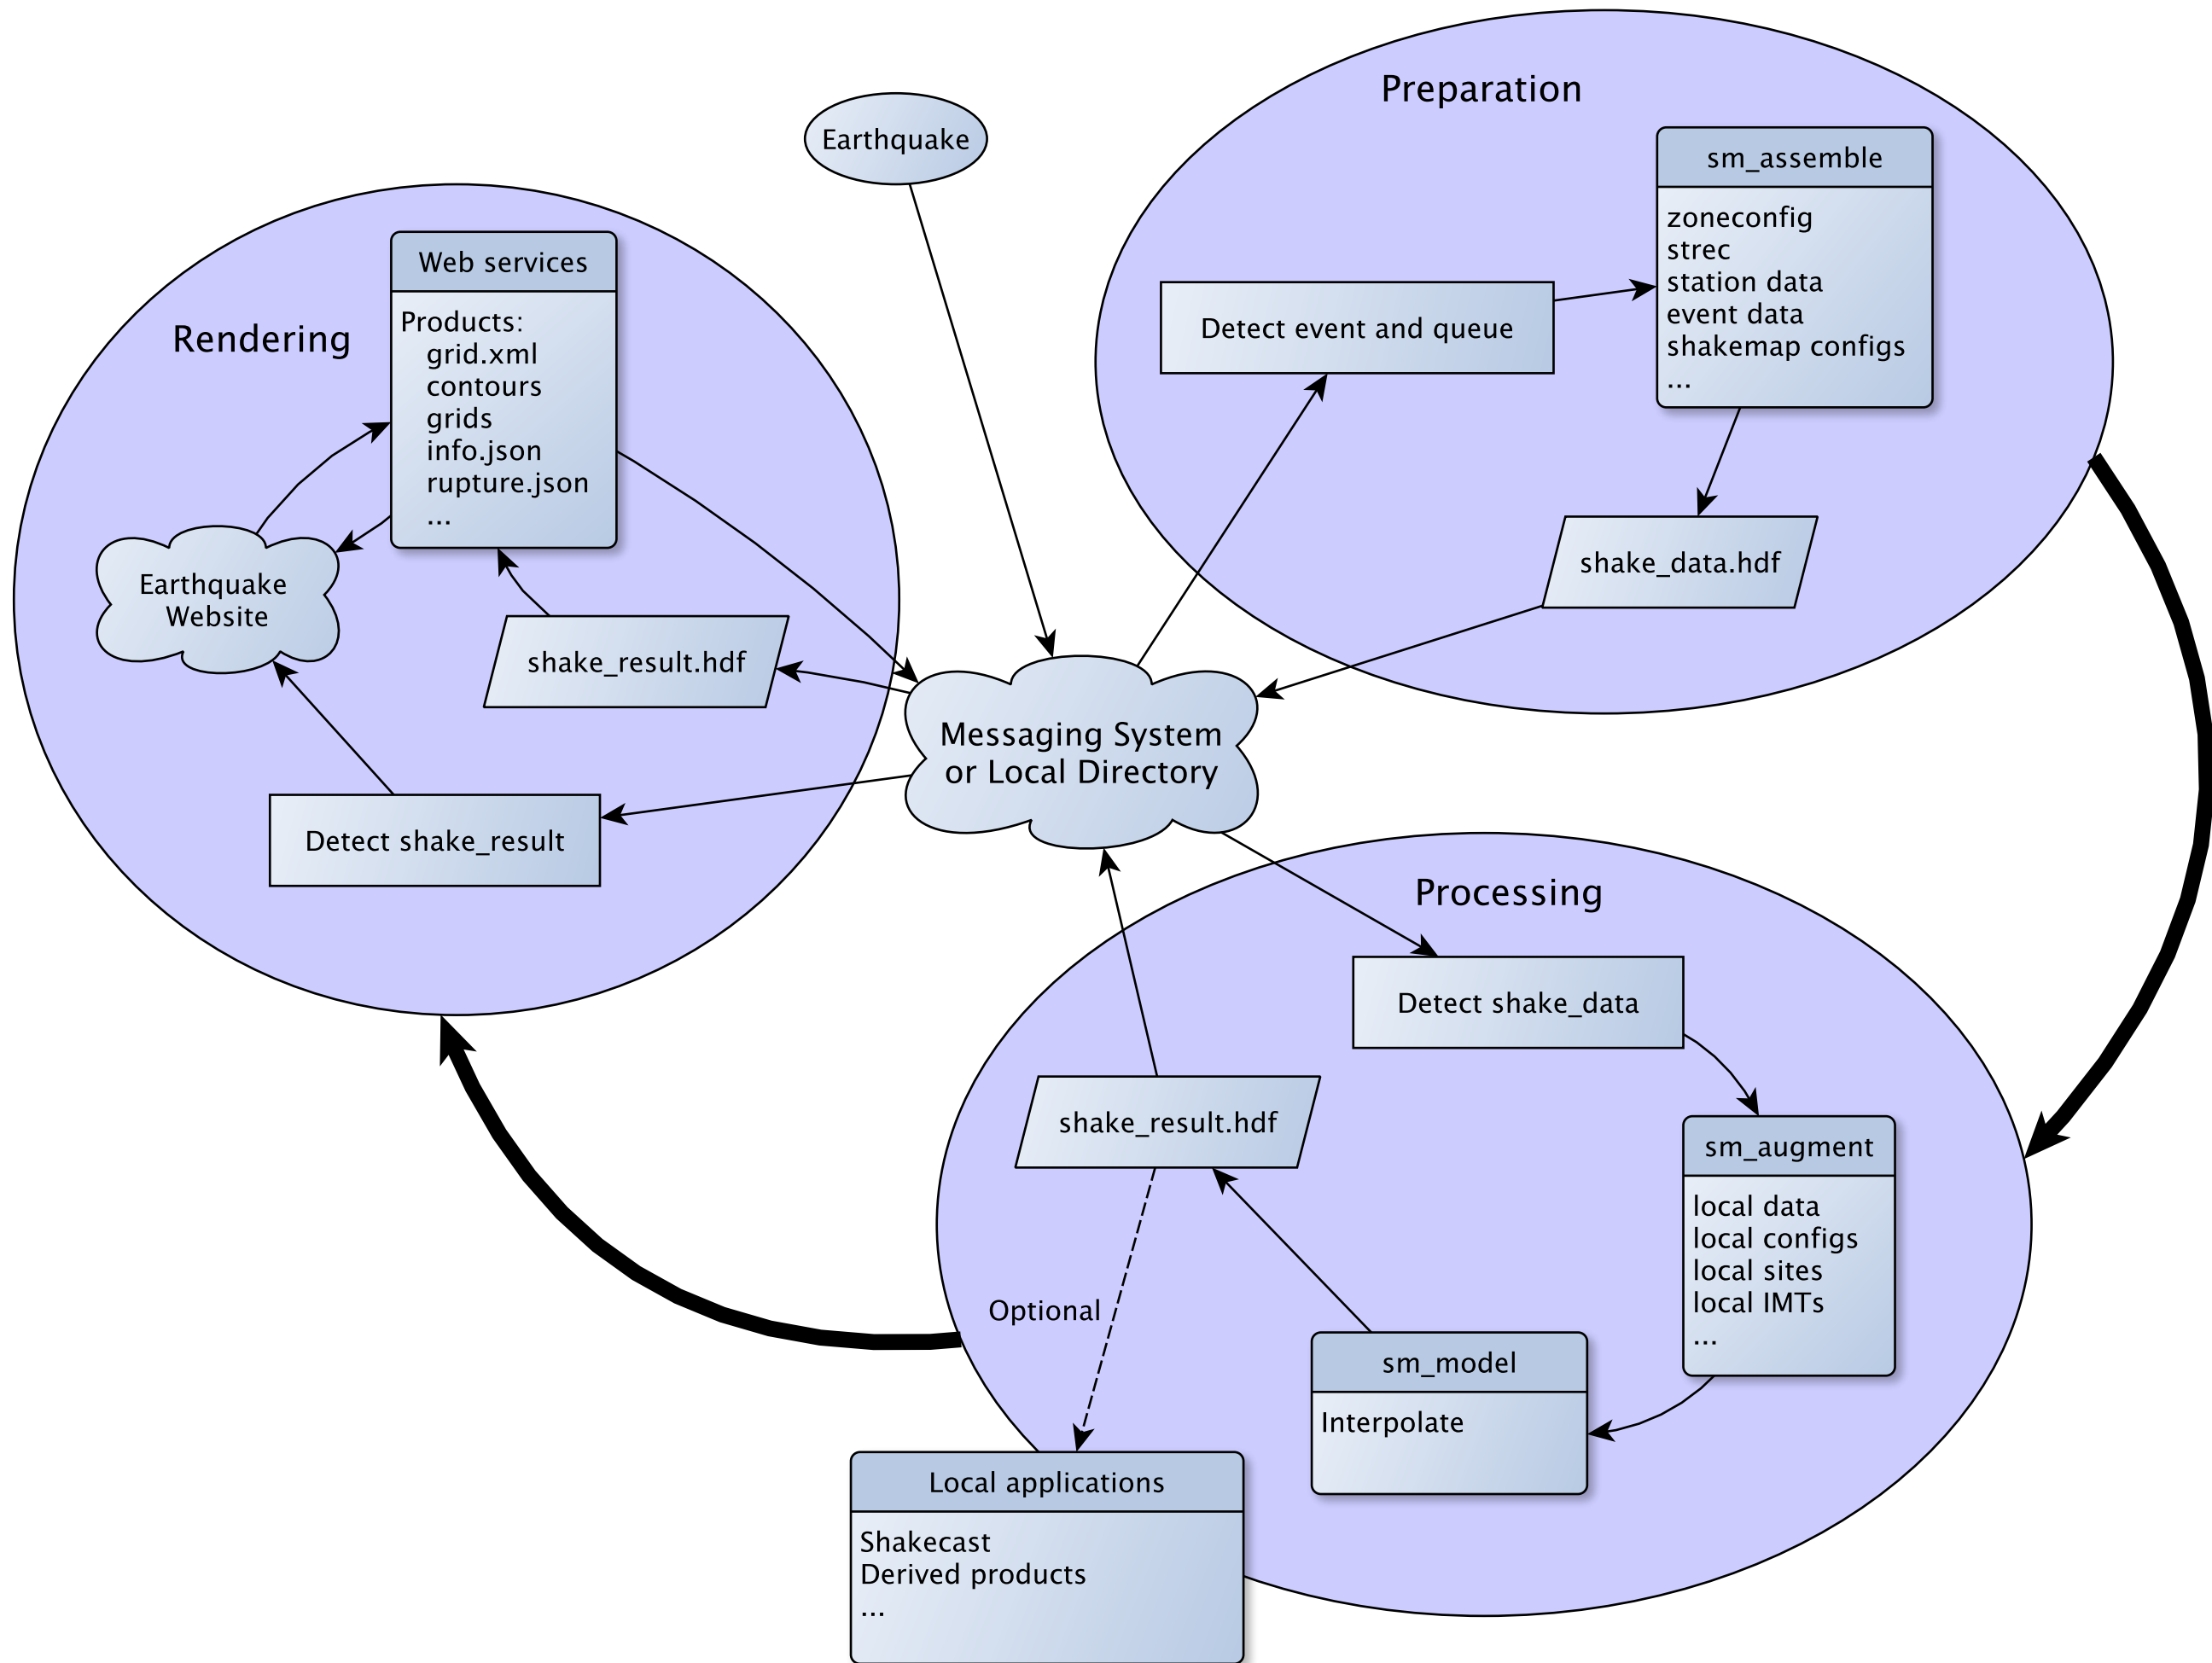 Preparation
Earthquake
sm_assemble
zoneconfig
strec
station data
event data
shakemap configs
...
Detect event and queue
shake_data.hdf
Rendering
Web services
Products:
grid.xml
contours
grids
info.json
rupture.json
...
Earthquake
Website
shake_result.hdf
Detect shake_result
Messaging System
or Local Directory
Processing
Detect shake_data
shake_result.hdf
sm_augment
local data
local configs
local sites
local IMTs
...
Optional
sm_model
Interpolate
Local applications
Shakecast
Derived products
...